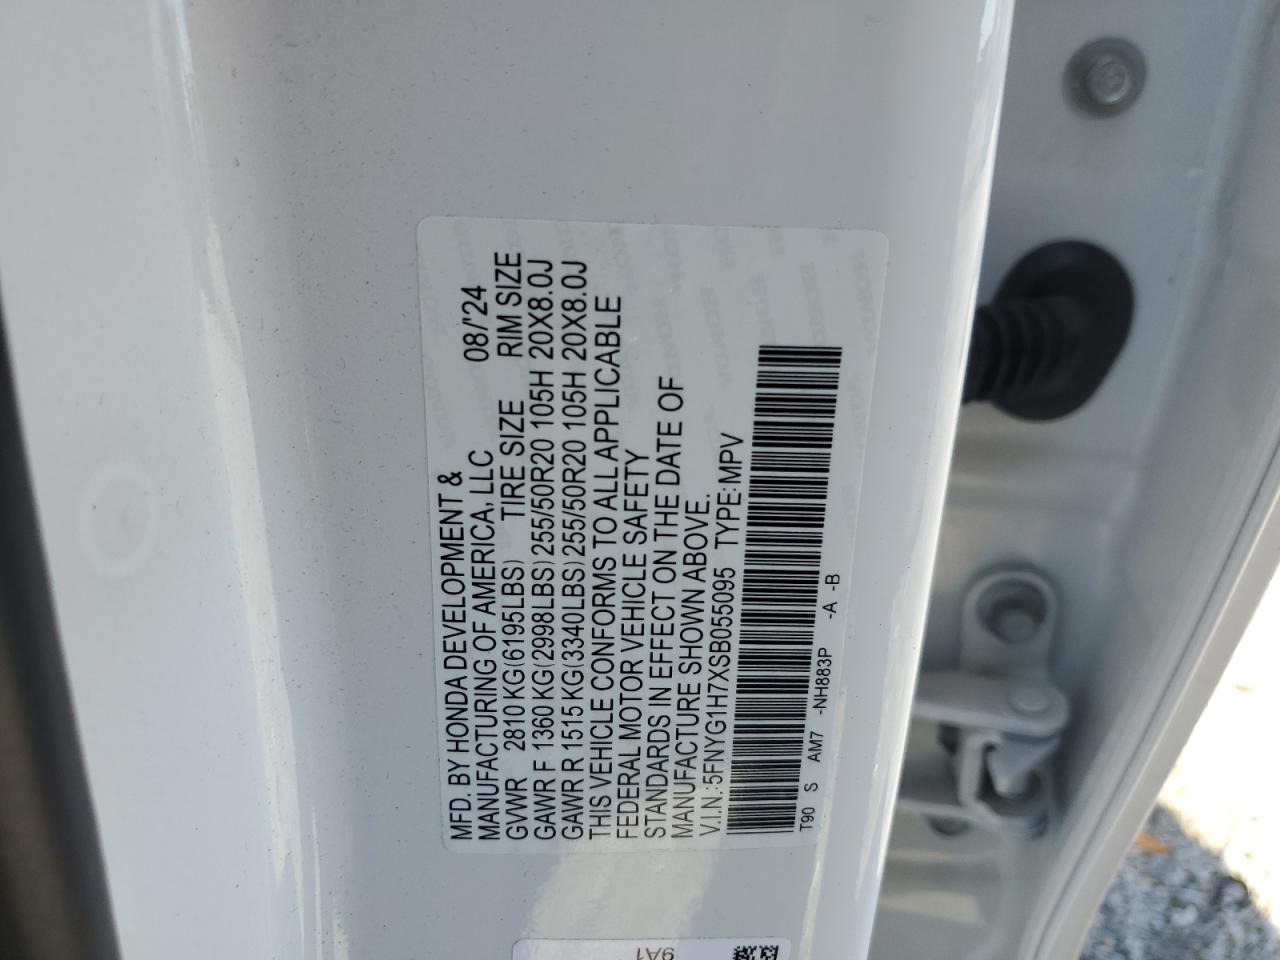 MFD. BY HONDA DEVELOPMENT &
MANUFACTURING OF AMERICA, LLC 08/'24
GVWR 2810 KG(6195LBS) TIRE SIZE RIM SIZE
GAWR F 1360 KG(2998LBS) 255/50R20 105H 20X8.0J
GAWR R 1515 KG(3340LBS) 255/50R20 105H 20X8.0J
THIS VEHICLE CONFORMS TO ALL APPLICABLE
FEDERAL MOTOR VEHICLE SAFETY
STANDARDS IN EFFECT ON THE DATE OF
MANUFACTURE SHOWN ABOVE.
V.I.N.:5FNYG1H7XSB055095 TYPE:MPV
T90 S AM7 -NH883P -A -B
9A1